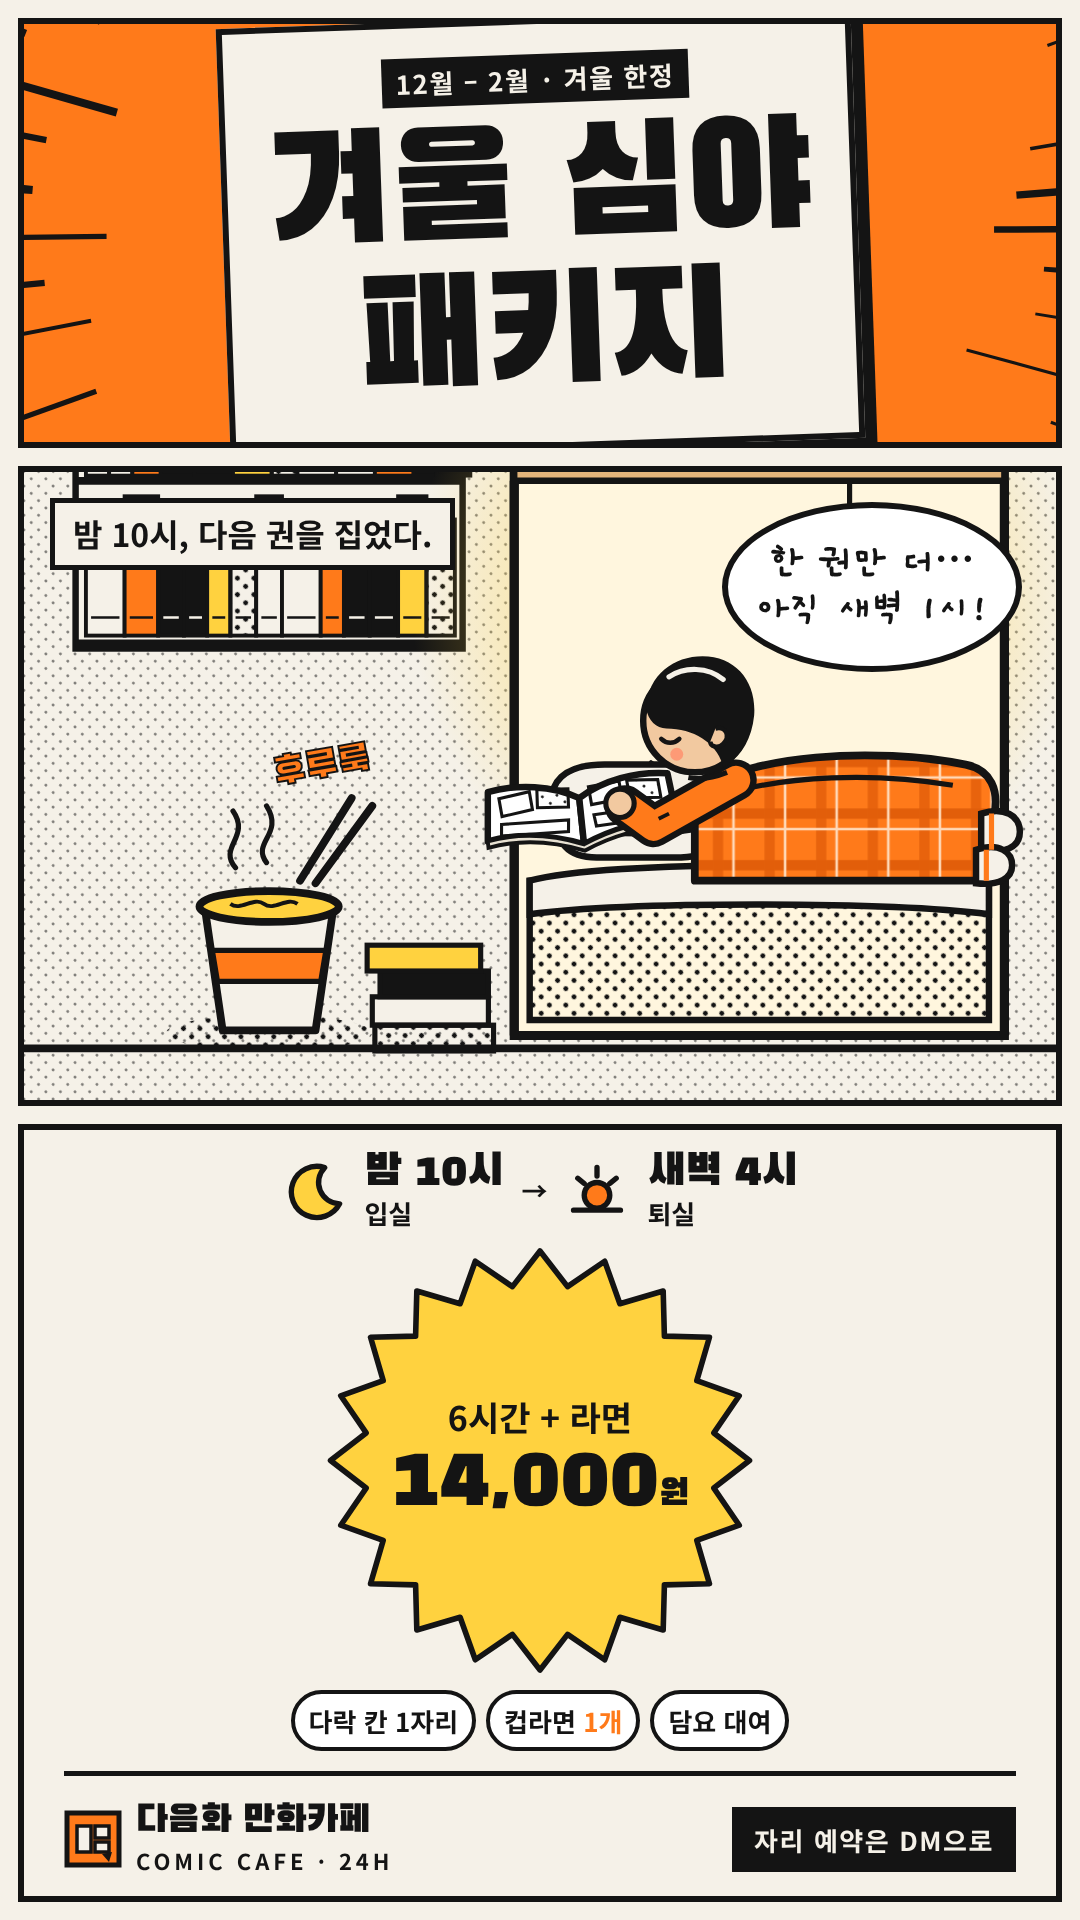 12월 – 2월 · 겨울 한정
겨울 심야
패키지
밤 10시, 다음 권을 집었다.
한 권만 더…
아직 새벽 1시!
후루룩
밤 10시
입실
→
새벽 4시
퇴실
6시간 + 라면
14,000원
다락 칸 1자리
컵라면 1개
담요 대여
다음화 만화카페
COMIC CAFE · 24H
자리 예약은 DM으로